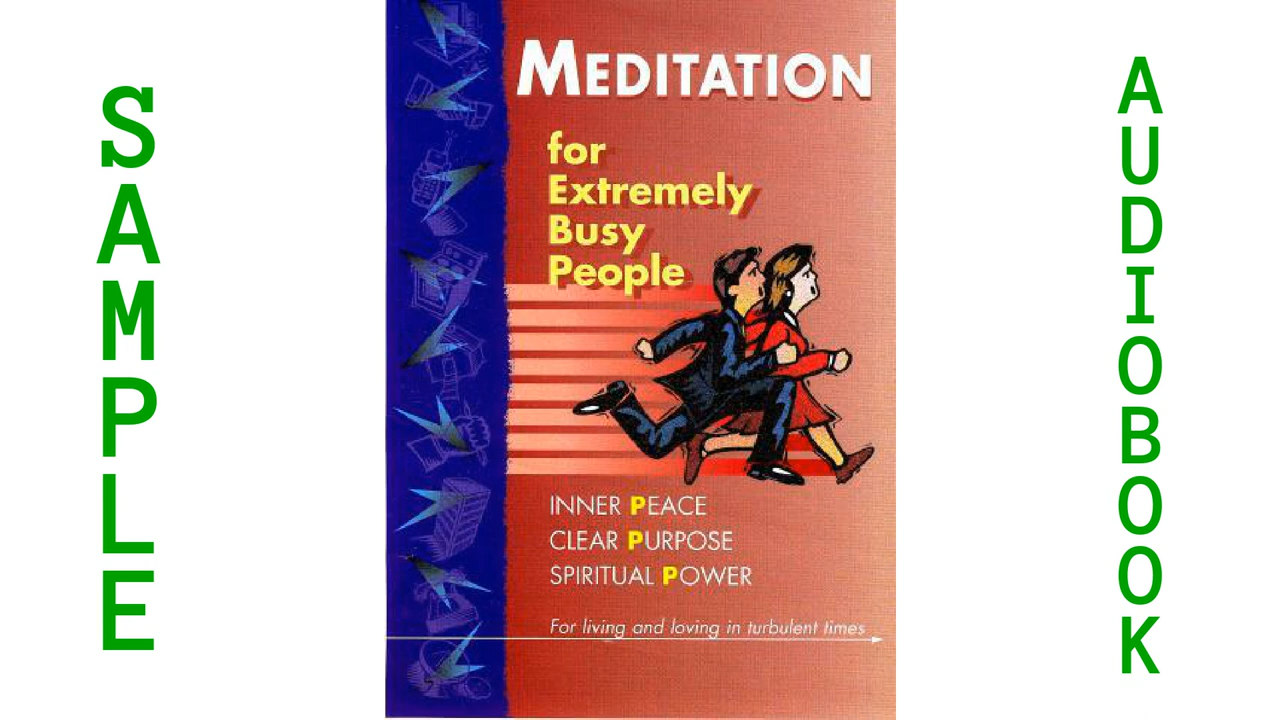 SAMPLE
MEDITATION
for
Extremely
Busy
People
INNER PEACE
CLEAR PURPOSE
SPIRITUAL POWER
For living and loving in turbulent times
AUDIOBOOK